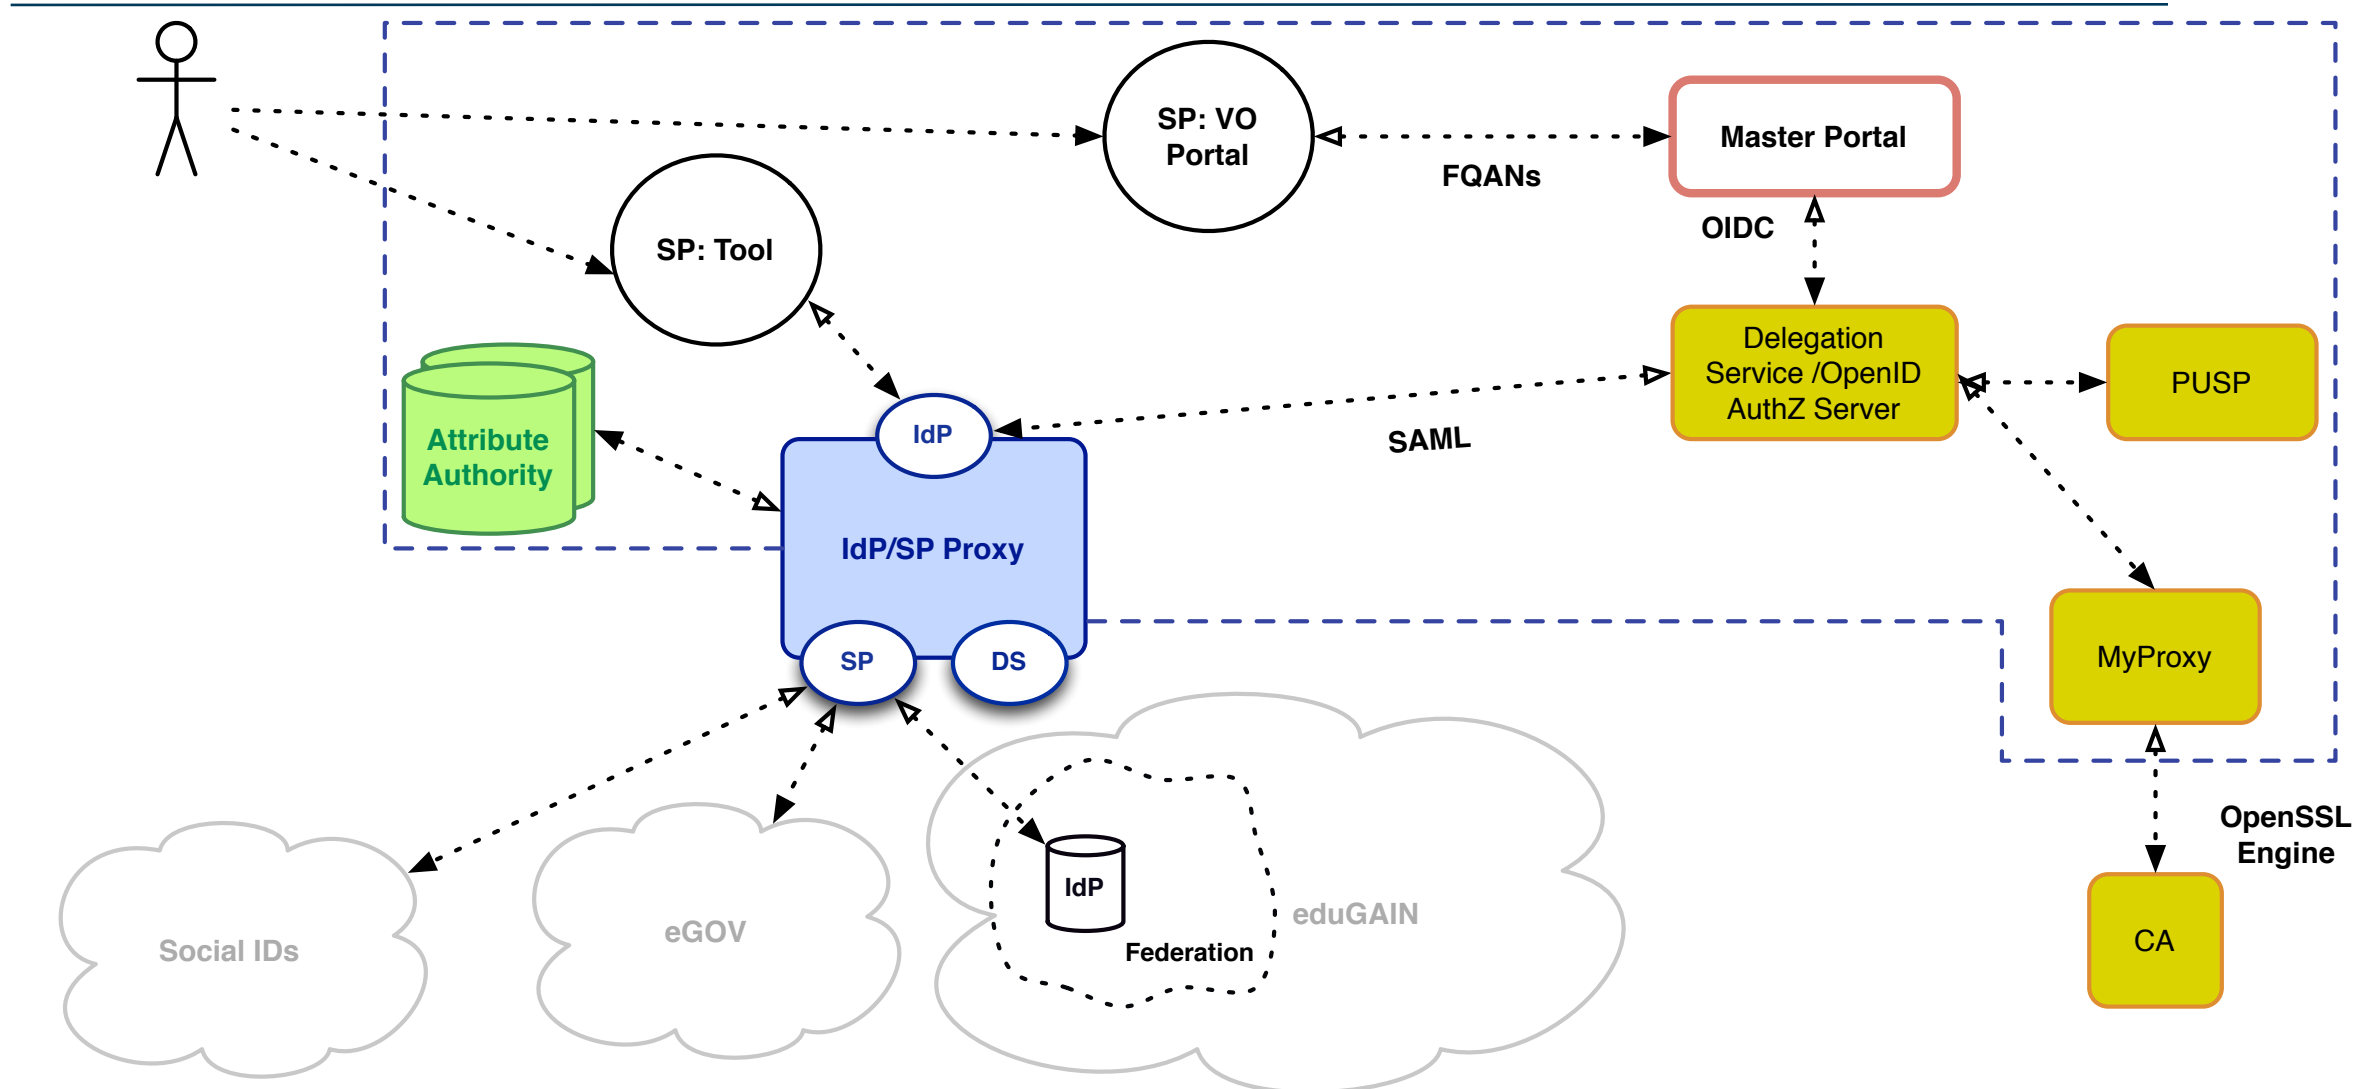 SP: VO
Portal
Master Portal
FQANs
OIDC
SP: Tool
Delegation
Service /OpenID
AuthZ Server
PUSP
IdP
SAML
Attribute
Authority
IdP/SP Proxy
SP
DS
MyProxy
OpenSSL
Engine
IdP
eduGAIN
Federation
eGOV
Social IDs
CA